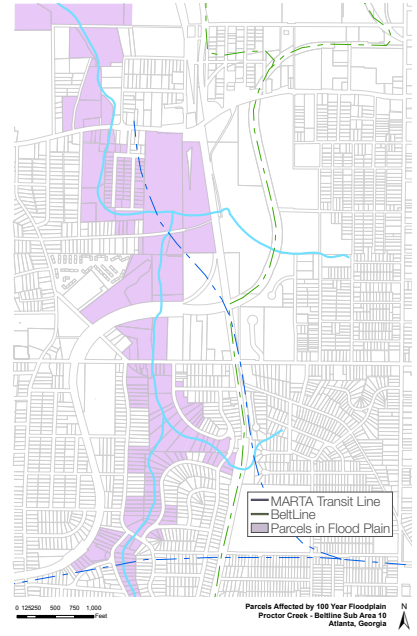 MARTA Transit Line
BeltLine
Parcels in Flood Plain
0 125250 500 750 1,000
Feet
Parcels Affected by 100 Year Floodplain
Proctor Creek - Beltline Sub Area 10
Atlanta, Georgia
N